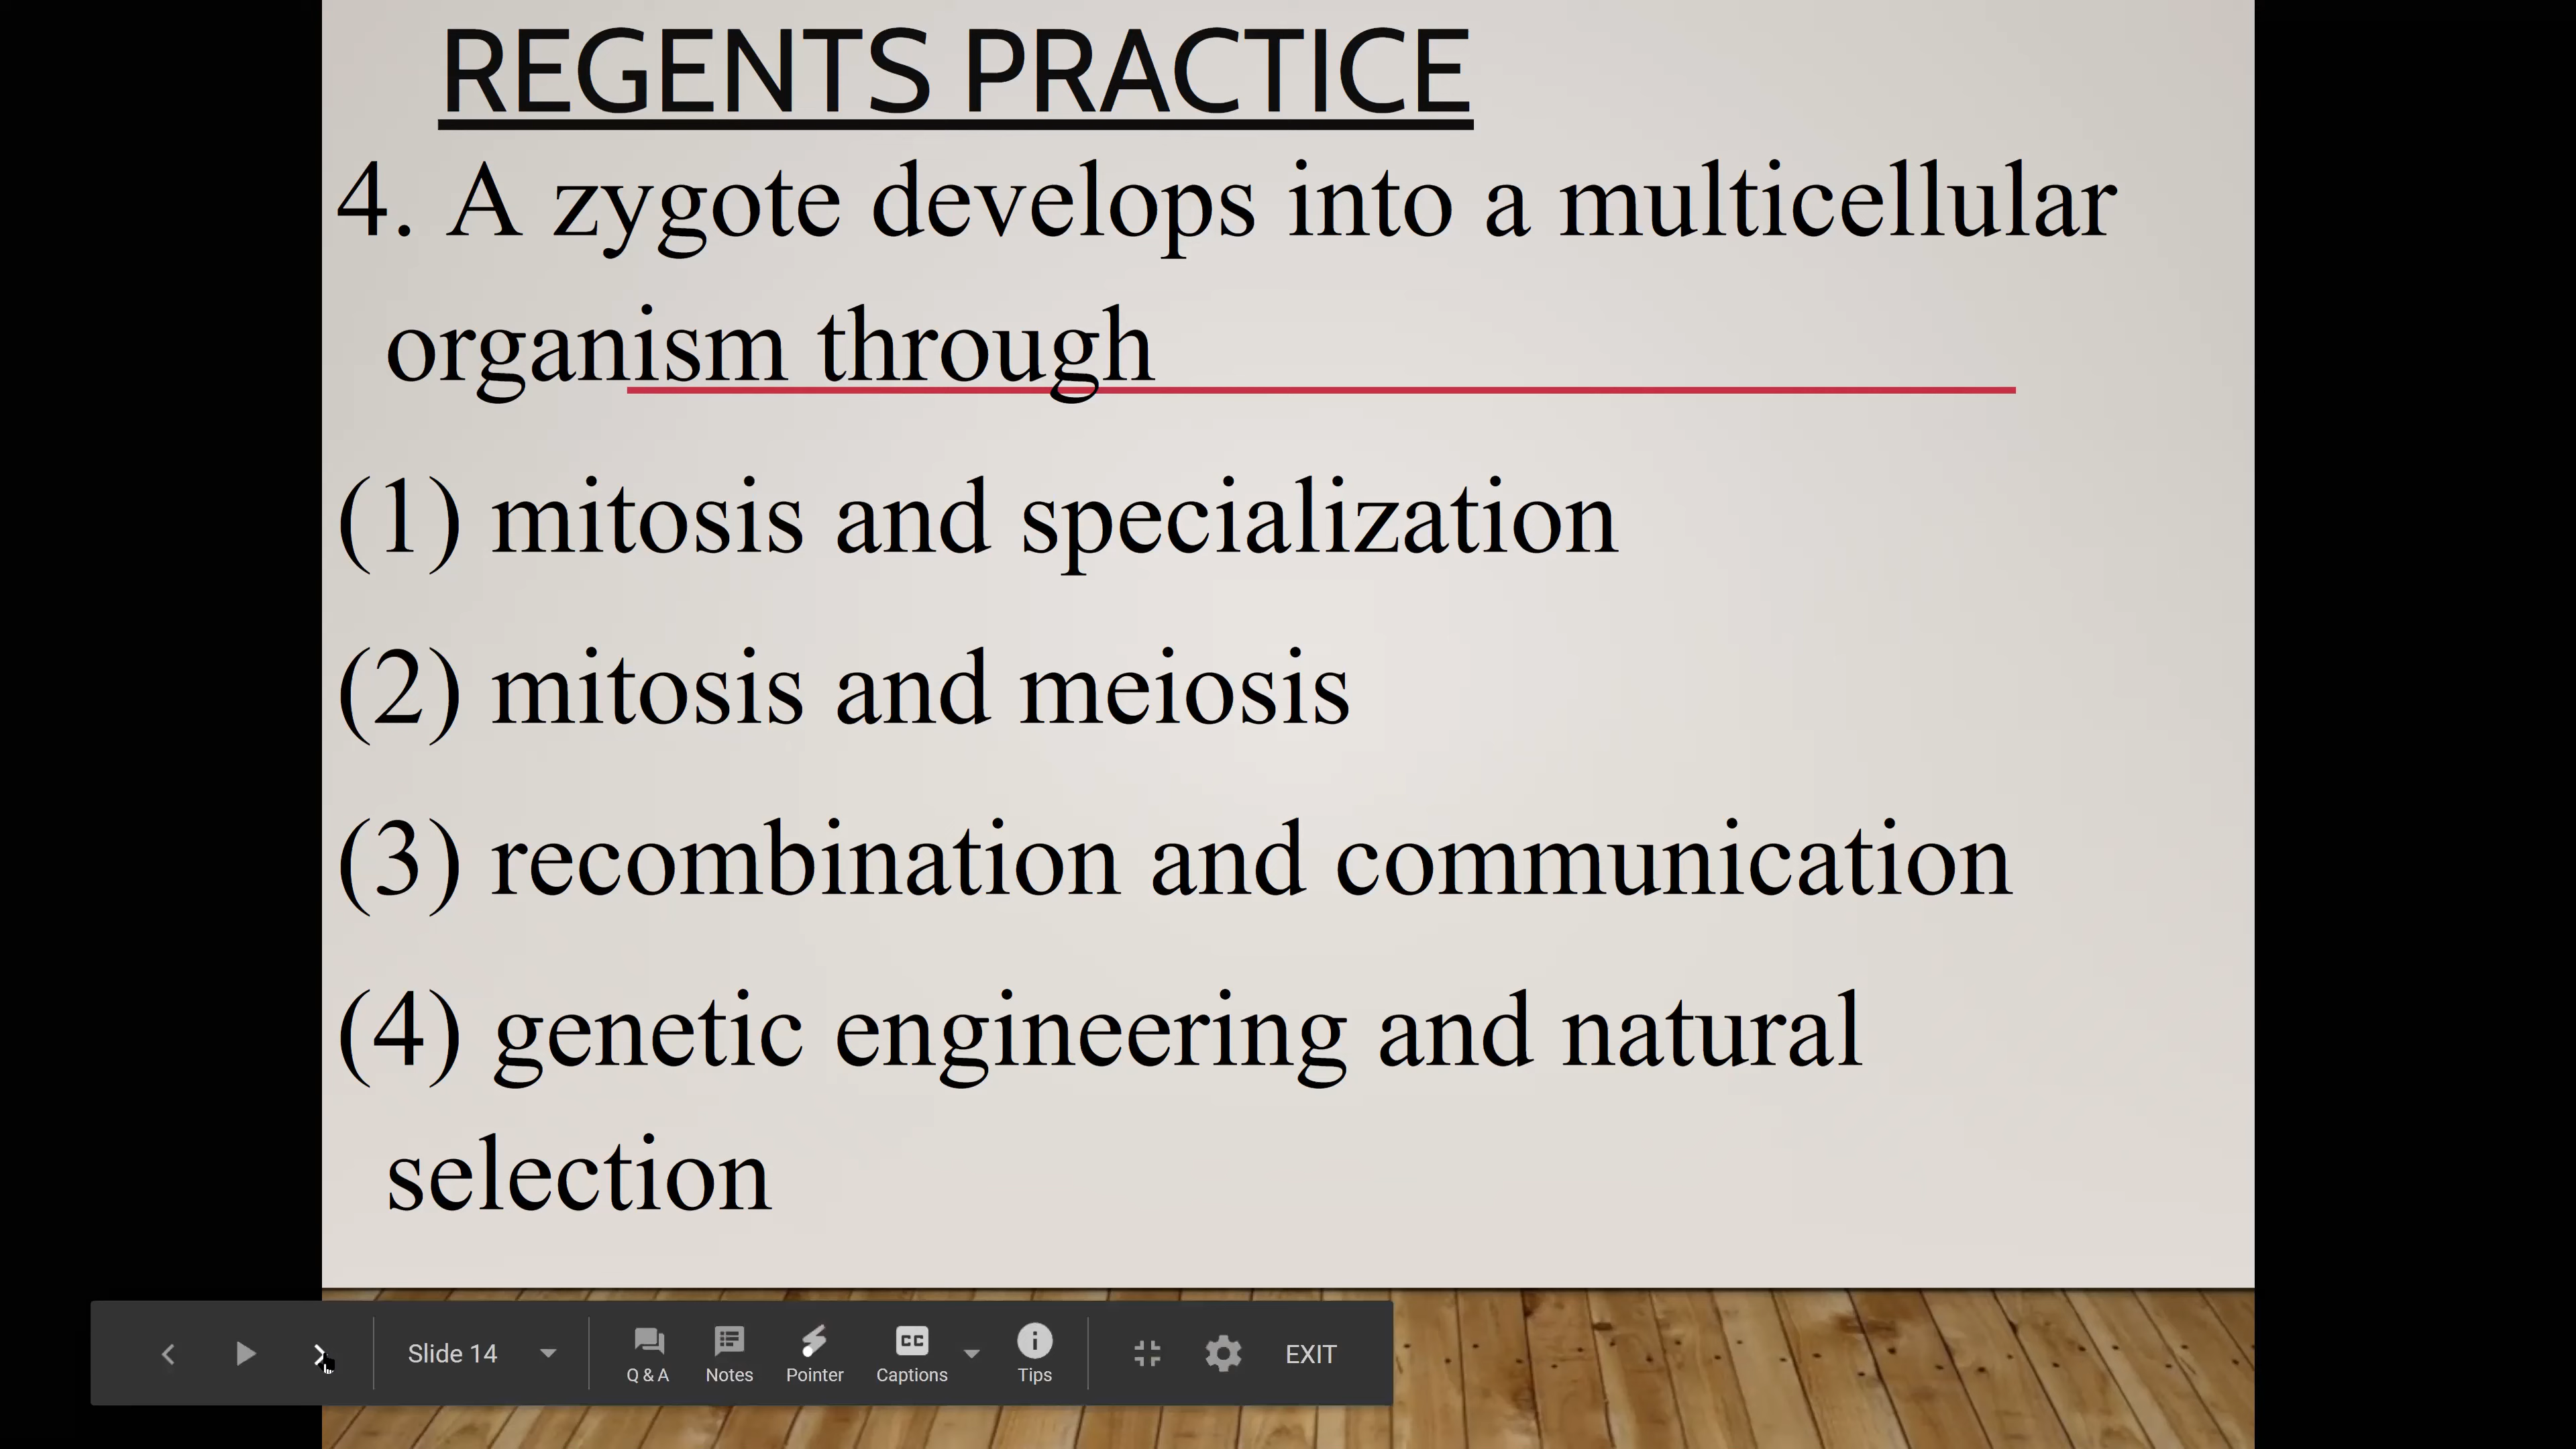 REGENTS PRACTICE
4. A zygote develops into a multicellular
organism through
(1) mitosis and specialization
(2) mitosis and meiosis
(3) recombination and communication
(4) genetic engineering and natural
selection
Slide 14
Q & A
Notes
Pointer
CC
Captions
Tips
EXIT